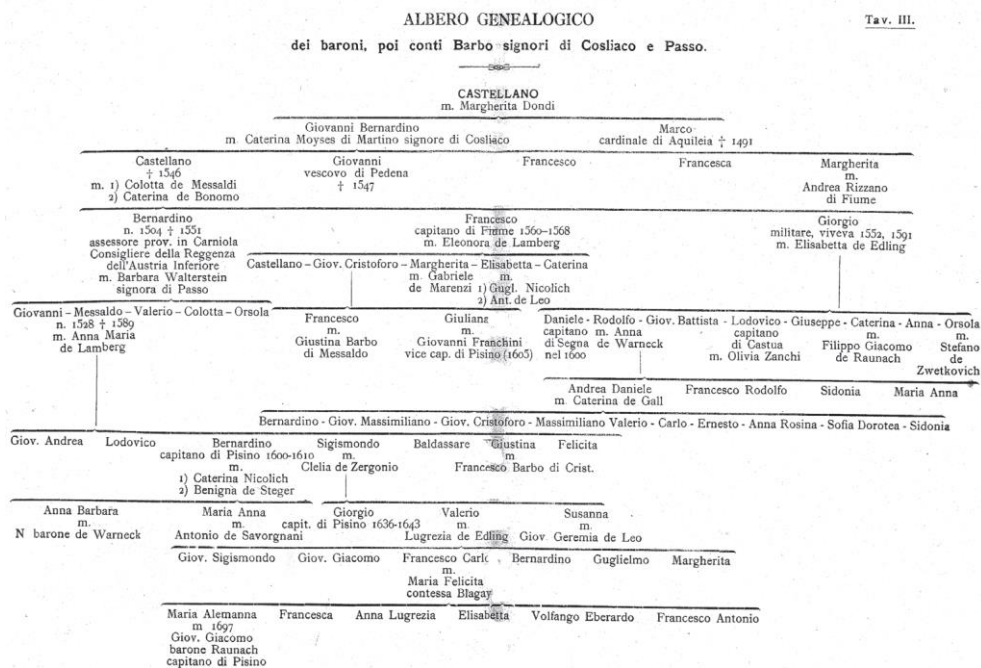 ALBERO GENEALOGICO
Tav. III.
dei baroni, poi conti Barbo signori di Cosliaco e Passo.
CASTELLANO
m. Margherita Dondi
Giovanni Bernardino
m. Caterina Moyses di Martino signore di Cosliaco
Marco
cardinale di Aquileia † 1491
Castellano
† 1546
m. 1) Colotta de Messaldi
2) Caterina de Bonomo
Giovanni
vescovo di Pedena
† 1547
Francesco
Francesca
Margherita
m.
Andrea Rizzano
di Fiume
Bernardino
n. 1504 † 1551
assessore prov. in Carniola
Consigliere della Reggenza
dell'Austria Inferiore
m. Barbara Walterstein
signora di Passo
Francesco
capitano di Fiume 1560-1568
m. Eleonora de Lamberg
Giorgio
militare, viveva 1552, 1591
m. Elisabetta de Edling
Castellano - Giov. Cristoforo - Margherita - Elisabetta - Caterina
m. Gabriele
de Marenzi
m.
1) Gugl. Nicolich
2) Ant. de Leo
Giovanni - Messaldo - Valerio - Colotta - Orsola
n. 1528 † 1589
m. Anna Maria
de Lamberg
Francesco
m.
Giustina Barbo
di Messaldo
Giuliana
m.
Giovanni Franchini
vice cap. di Pisino (1605)
Daniele - Rodolfo - Giov. Battista - Lodovico - Giuseppe - Caterina - Anna - Orsola
capitano
di Segna
nel 1600
m. Anna
de Warneck
capitano
di Castua
m. Olivia Zanchi
m.
Filippo Giacomo
de Raunach
m.
Stefano
de
Zwetkovich
Andrea Daniele
m. Caterina de Gall
Francesco Rodolfo
Sidonia
Maria Anna
Bernardino - Giov. Massimiliano - Giov. Cristoforo - Massimiliano Valerio - Carlo - Ernesto - Anna Rosina - Sofia Dorotea - Sidonia
Giov. Andrea
Lodovico
Bernardino
capitano di Pisino 1600-1610
m.
1) Caterina Nicolich
2) Benigna de Steger
Sigismondo
m.
Clelia de Zergonio
Baldassare
Giustina
m
Francesco Barbo di Crist.
Felicita
Anna Barbara
m.
N barone de Warneck
Maria Anna
m.
Antonio de Savorgnani
Giorgio
capit. di Pisino 1636-1643
Valerio
m.
Lugrezia de Edling
Susanna
m.
Giov. Geremia de Leo
Giov. Sigismondo
Giov. Giacomo
Francesco Carlo
m.
Maria Felicita
contessa Blagay
Bernardino
Guglielmo
Margherita
Maria Alemanna
m 1697
Giov. Giacomo
barone Raunach
capitano di Pisino
Francesca
Anna Lugrezia
Elisabetta
Volfango Eberardo
Francesco Antonio